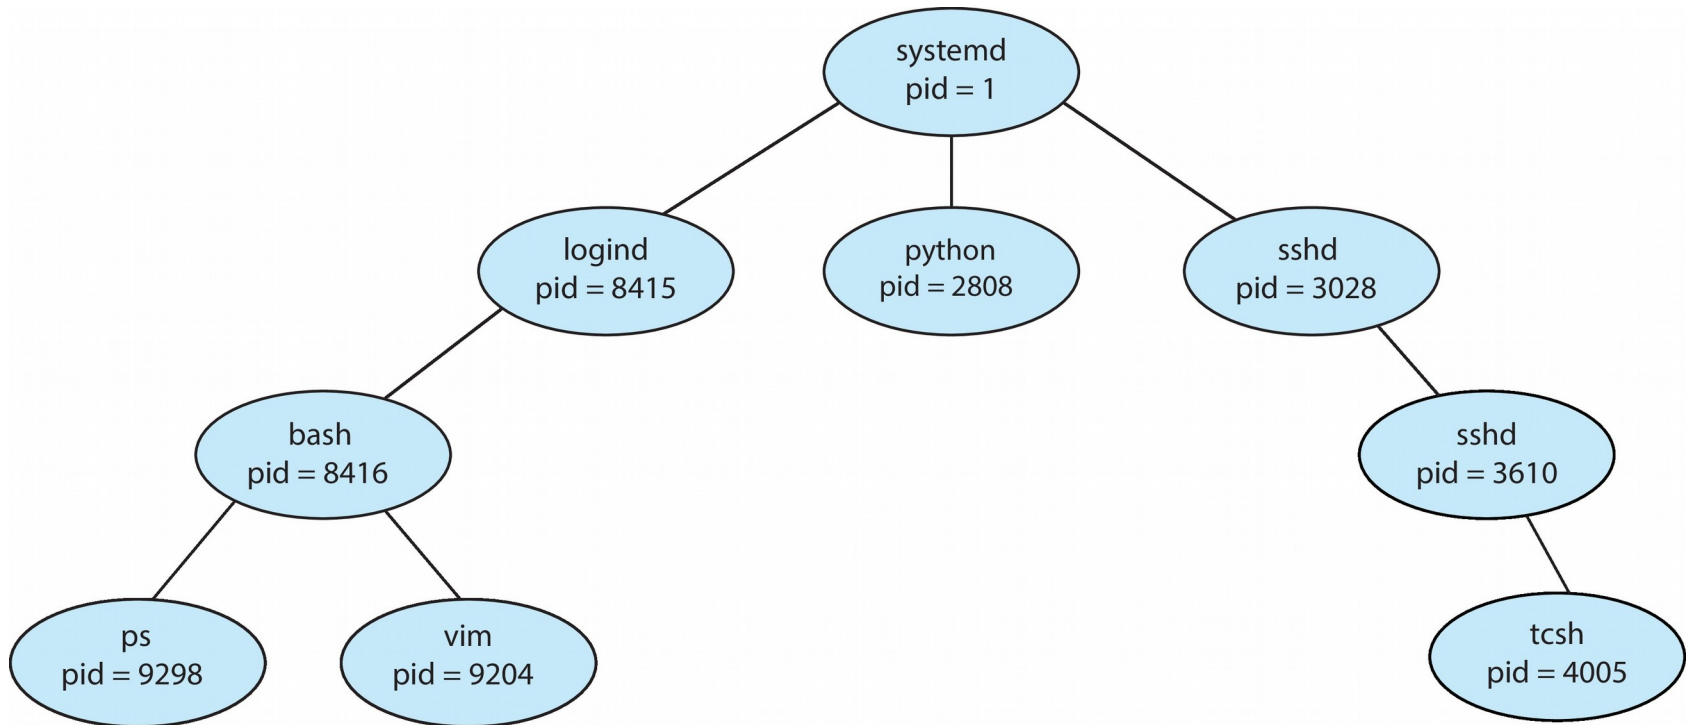 systemd
pid = 1
logind
pid = 8415
python
pid = 2808
sshd
pid = 3028
bash
pid = 8416
sshd
pid = 3610
ps
pid = 9298
vim
pid = 9204
tcsh
pid = 4005